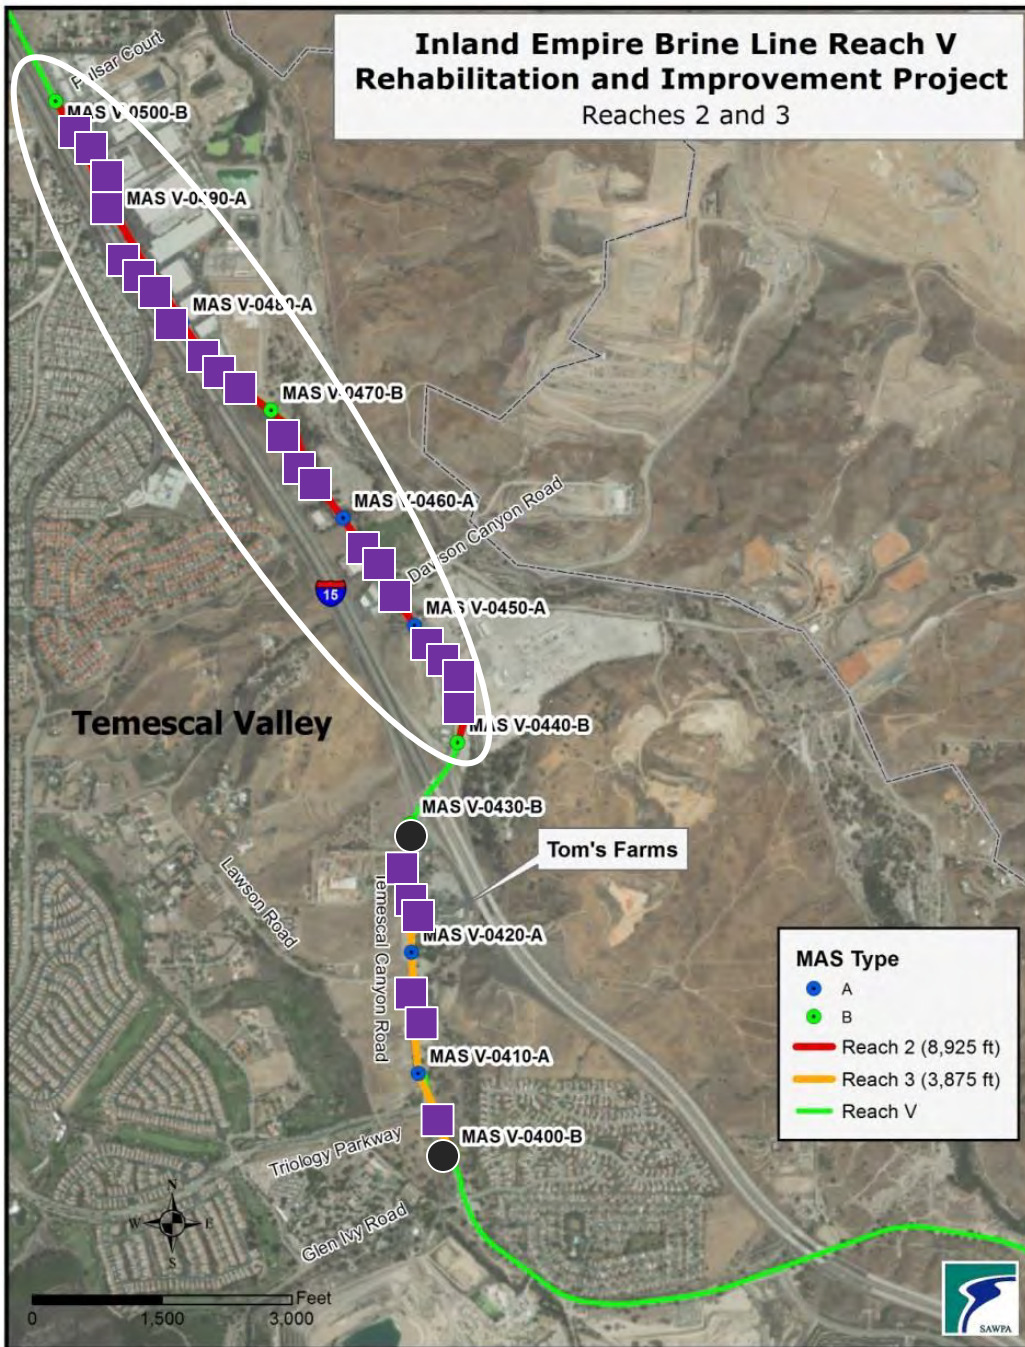 Inland Empire Brine Line Reach V
Rehabilitation and Improvement Project
Reaches 2 and 3
Pulsar Court
MAS V-0500-B
MAS V-0490-A
MAS V-0480-A
MAS V-0470-B
MAS V-0460-A
Dawson Canyon Road
15
MAS V-0450-A
Temescal Valley
MAS V-0440-B
MAS V-0430-B
Tom's Farms
Lawson Road
Temescal Canyon Road
MAS V-0420-A
MAS V-0410-A
Triology Parkway
MAS V-0400-B
Glen Ivy Road
MAS Type
A
B
Reach 2 (8,925 ft)
Reach 3 (3,875 ft)
Reach V
N
W E
S
Feet
0 1,500 3,000
SAWPA